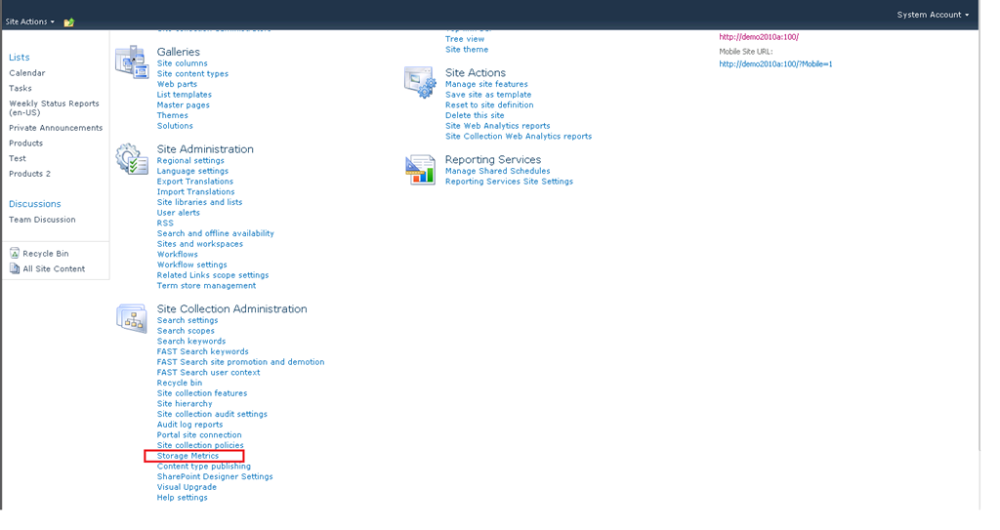 Site Actions
System Account
Lists
Calendar
Tasks
Weekly Status Reports
(en-US)
Private Announcements
Products
Test
Products 2
Discussions
Team Discussion
Recycle Bin
All Site Content
Galleries
Site columns
Site content types
Web parts
List templates
Master pages
Themes
Solutions
Site Administration
Regional settings
Language settings
Export Translations
Import Translations
Site libraries and lists
User alerts
RSS
Search and offline availability
Sites and workspaces
Workflows
Workflow settings
Related Links scope settings
Term store management
Site Collection Administration
Search settings
Search scopes
Search keywords
FAST Search keywords
FAST Search site promotion and demotion
FAST Search user context
Recycle bin
Site collection features
Site hierarchy
Site collection audit settings
Audit log reports
Portal site connection
Site collection policies
Storage Metrics
Content type publishing
SharePoint Designer Settings
Visual Upgrade
Help settings
Tree view
Site theme
Site Actions
Manage site features
Save site as template
Reset to site definition
Delete this site
Site Web Analytics reports
Site Collection Web Analytics reports
Reporting Services
Manage Shared Schedules
Reporting Services Site Settings
http://demo2010a:100/
Mobile Site URL:
http://demo2010a:100/?Mobile=1